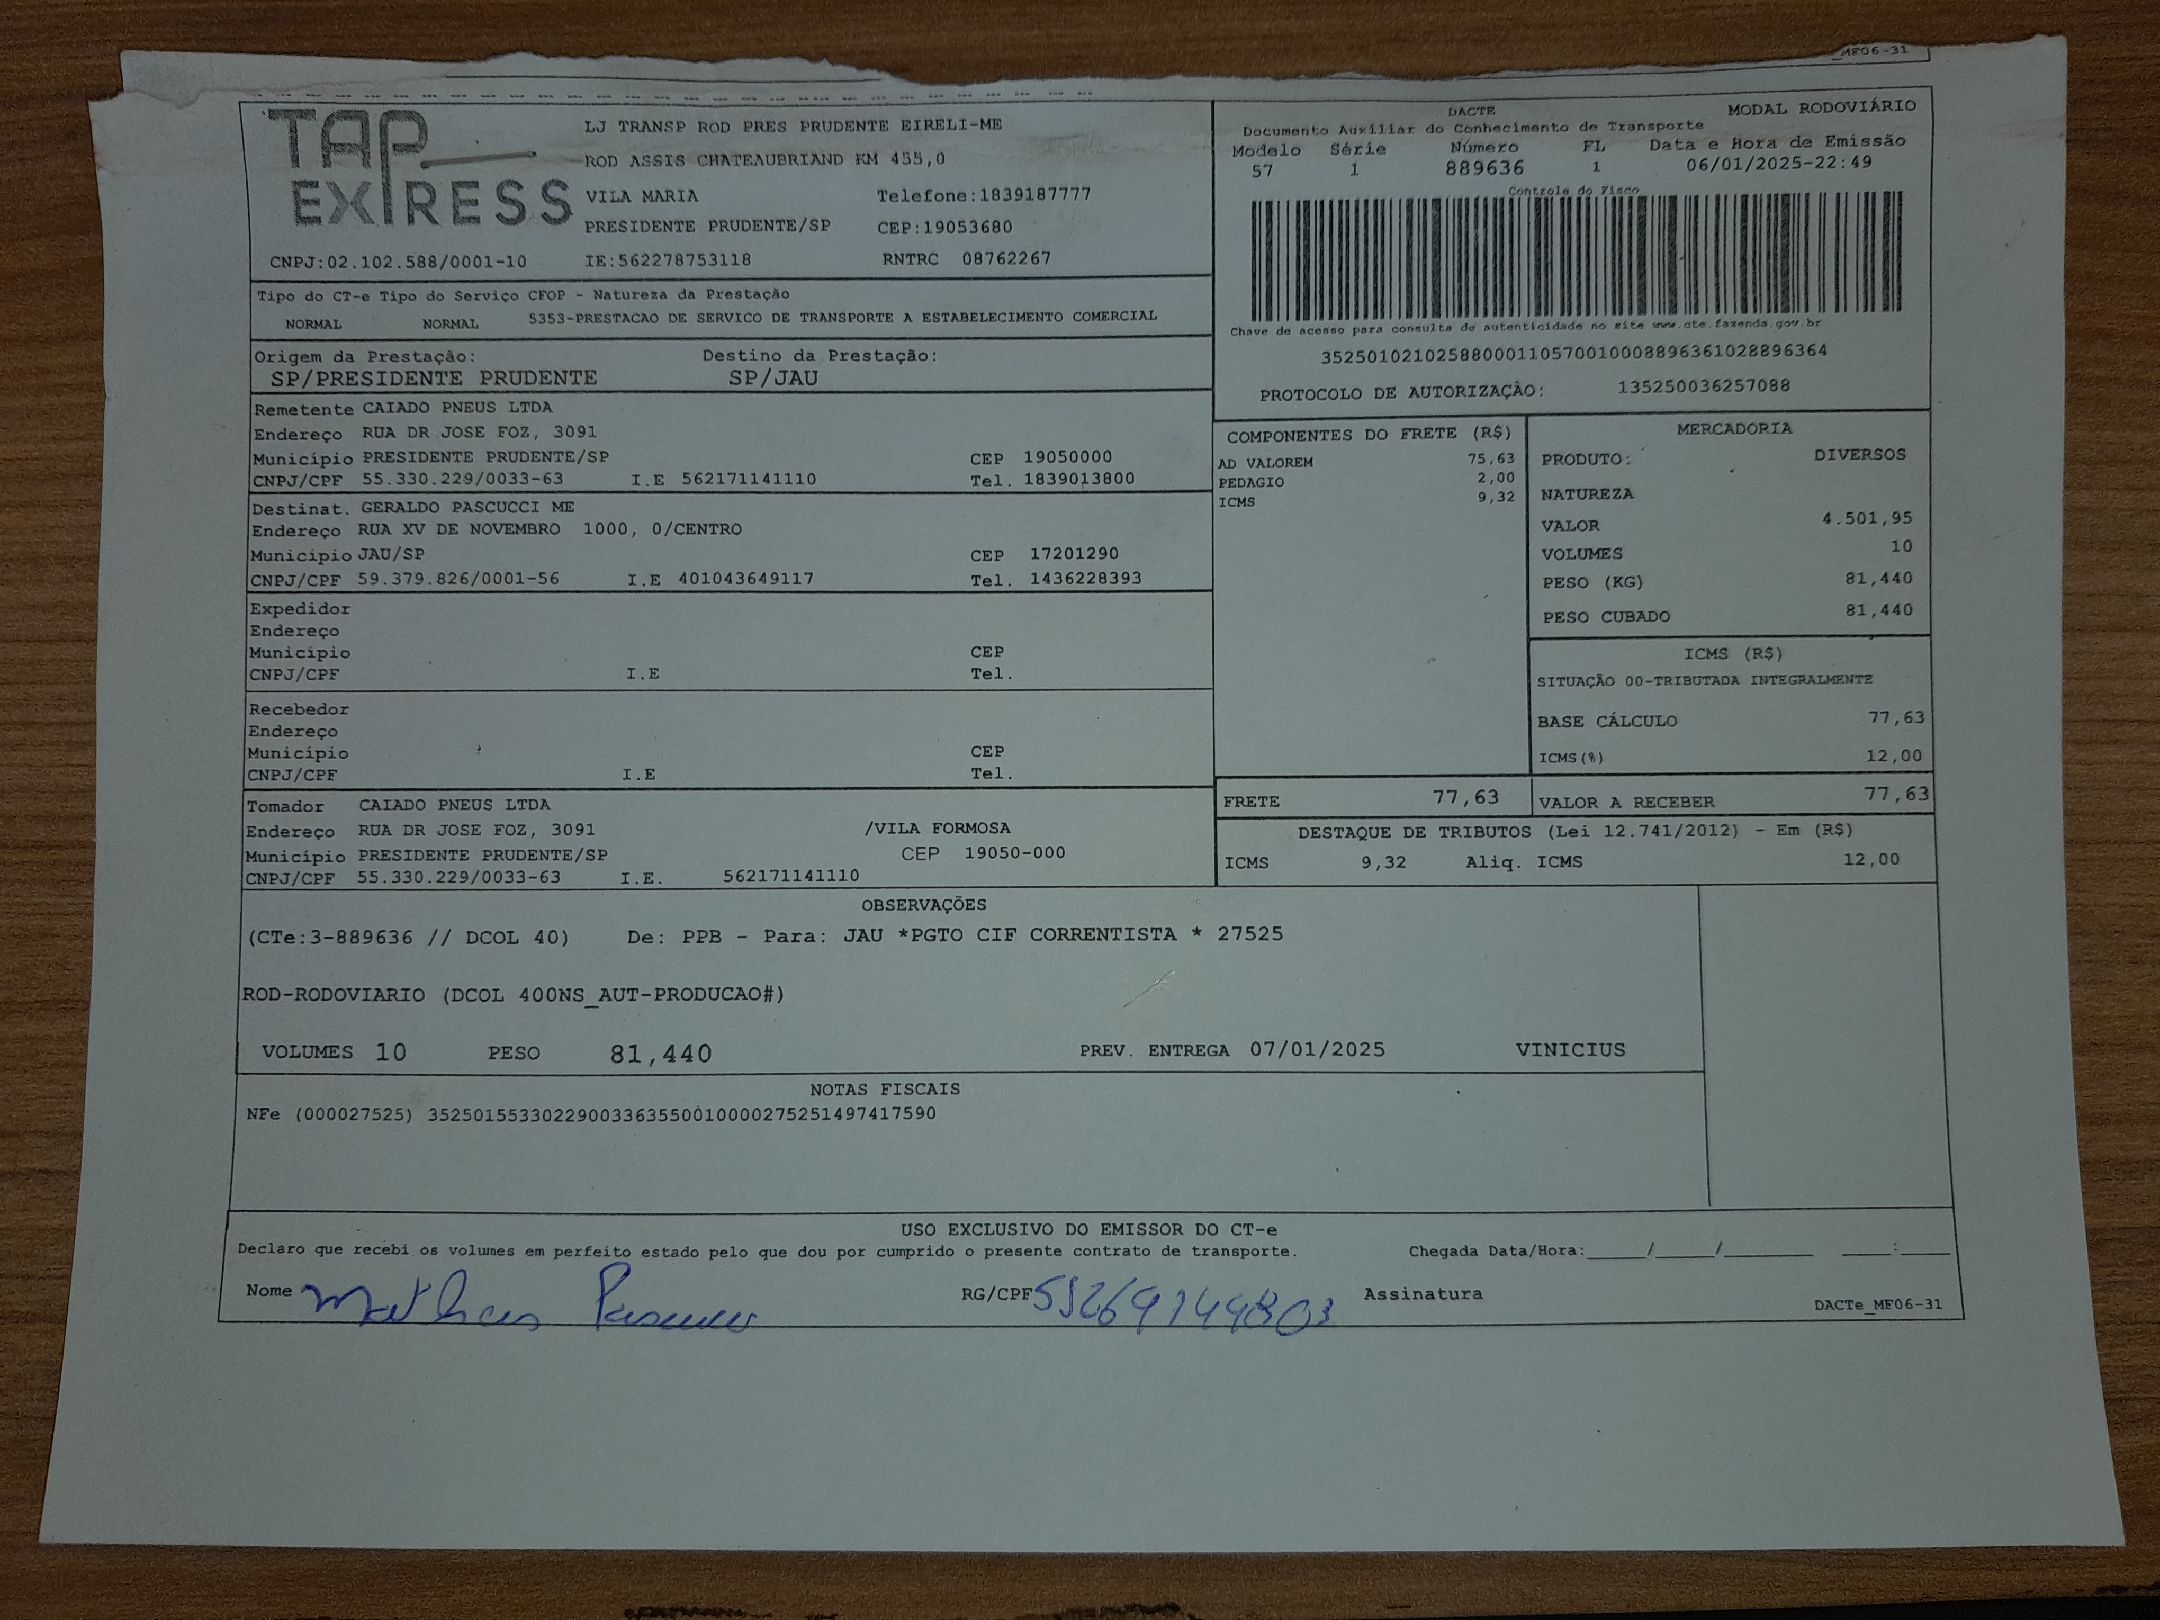 MF06-31
TAP EXPRESS
LJ TRANSP ROD PRES PRUDENTE EIRELI-ME
ROD ASSIS CHATEAUBRIAND KM 455,0
VILA MARIA Telefone:1839187777
PRESIDENTE PRUDENTE/SP CEP:19053680
CNPJ:02.102.588/0001-10 IE:562278753118 RNTRC 08762267
DACTE MODAL RODOVIÁRIO
Documento Auxiliar do Conhecimento de Transporte
Modelo Série Número FL Data e Hora de Emissão
57 1 889636 1 06/01/2025-22:49
Controle do Fisco
Chave de acesso para consulta de autenticidade no site www.cte.fazenda.gov.br
35250102102588000110570010008896361028896364
PROTOCOLO DE AUTORIZAÇÃO: 135250036257088
Tipo do CT-e Tipo do Serviço CFOP - Natureza da Prestação
NORMAL NORMAL 5353-PRESTACAO DE SERVICO DE TRANSPORTE A ESTABELECIMENTO COMERCIAL
Origem da Prestação: Destino da Prestação:
SP/PRESIDENTE PRUDENTE SP/JAU
Remetente CAIADO PNEUS LTDA
Endereço RUA DR JOSE FOZ, 3091
Município PRESIDENTE PRUDENTE/SP CEP 19050000
CNPJ/CPF 55.330.229/0033-63 I.E 562171141110 Tel. 1839013800
Destinat. GERALDO PASCUCCI ME
Endereço RUA XV DE NOVEMBRO 1000, 0/CENTRO
Município JAU/SP CEP 17201290
CNPJ/CPF 59.379.826/0001-56 I.E 401043649117 Tel. 1436228393
Expedidor
Endereço
Município CEP
CNPJ/CPF I.E Tel.
Recebedor
Endereço
Município CEP
CNPJ/CPF I.E Tel.
Tomador CAIADO PNEUS LTDA
Endereço RUA DR JOSE FOZ, 3091 /VILA FORMOSA
Município PRESIDENTE PRUDENTE/SP CEP 19050-000
CNPJ/CPF 55.330.229/0033-63 I.E. 562171141110
COMPONENTES DO FRETE (R$)
AD VALOREM 75,63
PEDAGIO 2,00
ICMS 9,32
MERCADORIA
PRODUTO: DIVERSOS
NATUREZA
VALOR 4.501,95
VOLUMES 10
PESO (KG) 81,440
PESO CUBADO 81,440
ICMS (R$)
SITUAÇÃO 00-TRIBUTADA INTEGRALMENTE
BASE CÁLCULO 77,63
ICMS(%) 12,00
FRETE 77,63 VALOR A RECEBER 77,63
DESTAQUE DE TRIBUTOS (Lei 12.741/2012) - Em (R$)
ICMS 9,32 Aliq. ICMS 12,00
OBSERVAÇÕES
(CTe:3-889636 // DCOL 40) De: PPB - Para: JAU *PGTO CIF CORRENTISTA * 27525
ROD-RODOVIARIO (DCOL 400NS_AUT-PRODUCAO#)
VOLUMES 10 PESO 81,440 PREV. ENTREGA 07/01/2025 VINICIUS
NOTAS FISCAIS
NFe (000027525) 35250155330229003363550010000275251497417590
USO EXCLUSIVO DO EMISSOR DO CT-e
Declaro que recebi os volumes em perfeito estado pelo que dou por cumprido o presente contrato de transporte. Chegada Data/Hora:_____/_____/________ ____:____
Nome RG/CPF Assinatura
DACTe_MF06-31